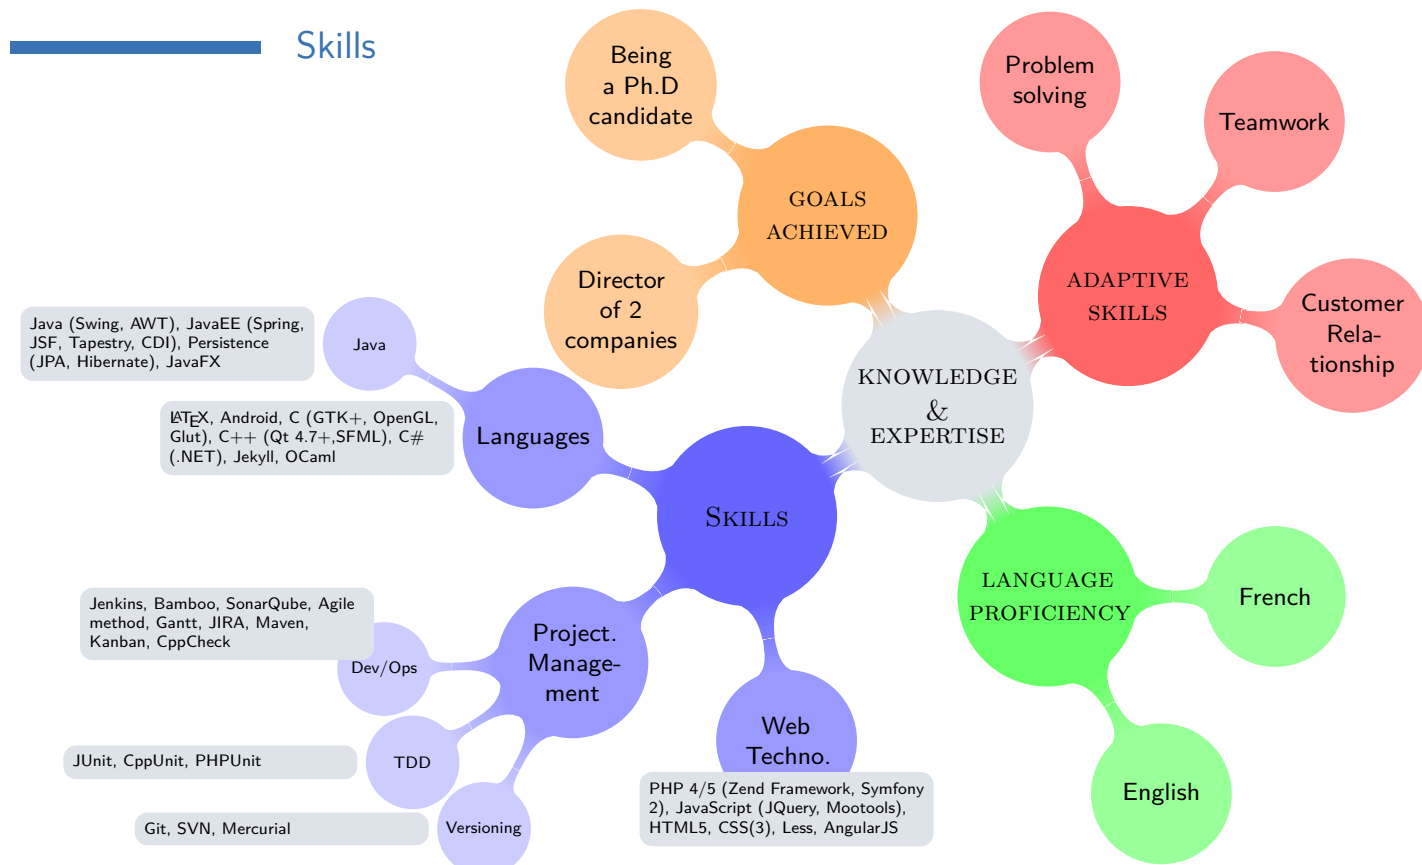 Skills
Being
a Ph.D
candidate
GOALS
ACHIEVED
Director
of 2
companies
Problem
solving
Teamwork
ADAPTIVE
SKILLS
Customer
Rela-
tionship
KNOWLEDGE
&
EXPERTISE
Java (Swing, AWT), JavaEE (Spring,
JSF, Tapestry, CDI), Persistence
(JPA, Hibernate), JavaFX
Java
LATEX, Android, C (GTK+, OpenGL,
Glut), C++ (Qt 4.7+,SFML), C#
(.NET), Jekyll, OCaml
Languages
SKILLS
Jenkins, Bamboo, SonarQube, Agile
method, Gantt, JIRA, Maven,
Kanban, CppCheck
Dev/Ops
Project.
Manage-
ment
JUnit, CppUnit, PHPUnit
TDD
Git, SVN, Mercurial
Versioning
Web
Techno.
PHP 4/5 (Zend Framework, Symfony
2), JavaScript (JQuery, Mootools),
HTML5, CSS(3), Less, AngularJS
LANGUAGE
PROFICIENCY
French
English